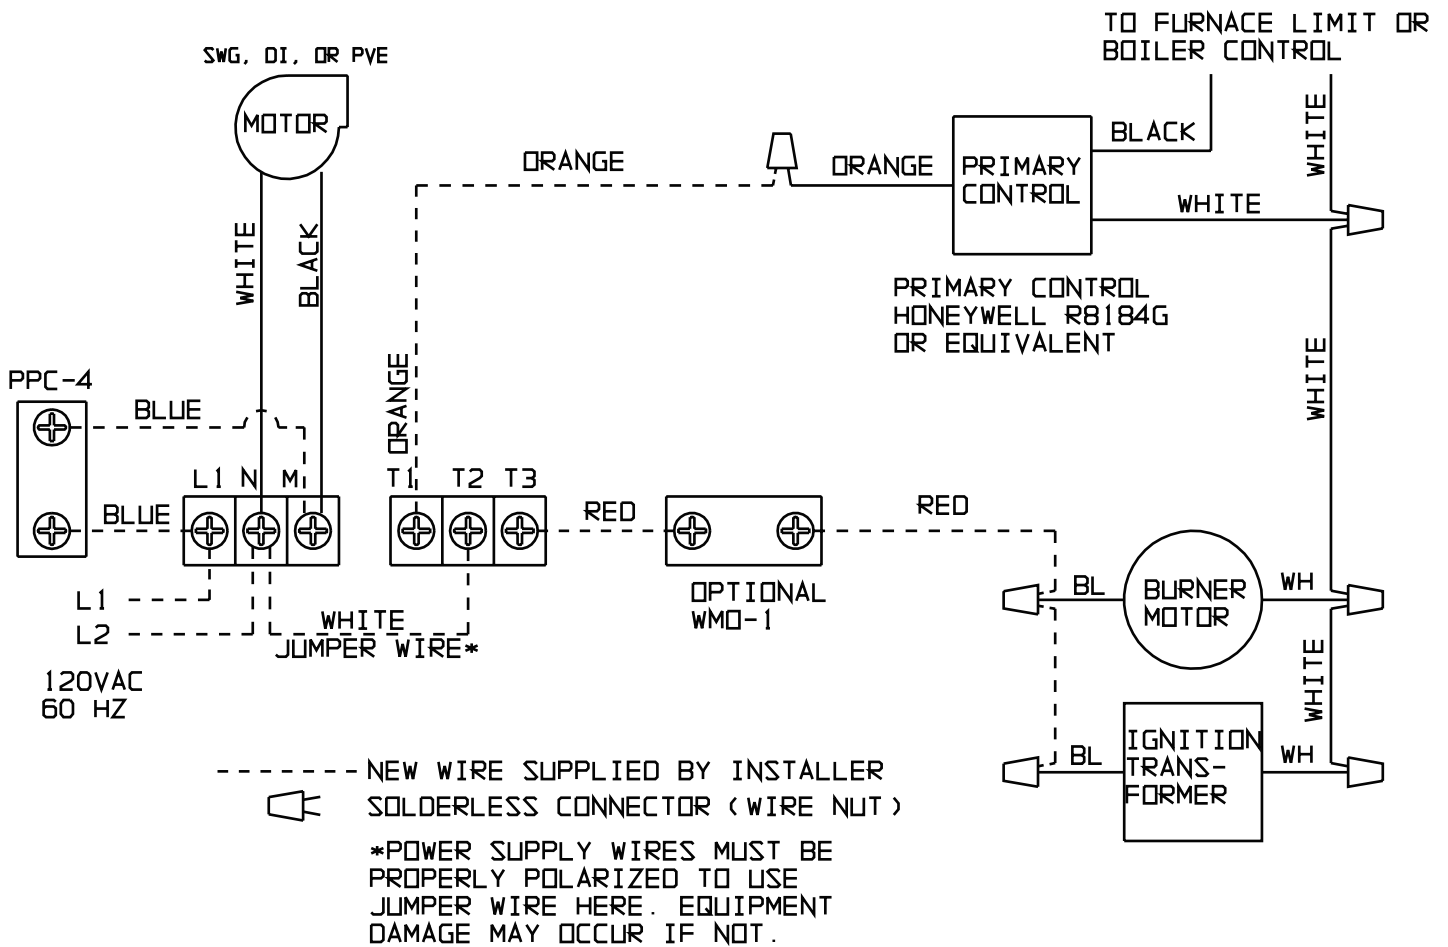 TO FURNACE LIMIT OR
BOILER CONTROL
SWG, DI, OR PVE
MOTOR
WHITE
BLACK
ORANGE
ORANGE
PRIMARY
CONTROL
BLACK
WHITE
WHITE
PRIMARY CONTROL
HONEYWELL R8184G
OR EQUIVALENT
WHITE
ORANGE
PPC-4
BLUE
L1 N M
T1 T2 T3
BLUE
RED
RED
OPTIONAL
WMO-1
BL
BURNER
MOTOR
WH
L1
L2
WHITE
JUMPER WIRE*
120VAC
60 HZ
WHITE
BL
IGNITION
TRANS-
FORMER
WH
NEW WIRE SUPPLIED BY INSTALLER
SOLDERLESS CONNECTOR (WIRE NUT)
*POWER SUPPLY WIRES MUST BE
PROPERLY POLARIZED TO USE
JUMPER WIRE HERE. EQUIPMENT
DAMAGE MAY OCCUR IF NOT.